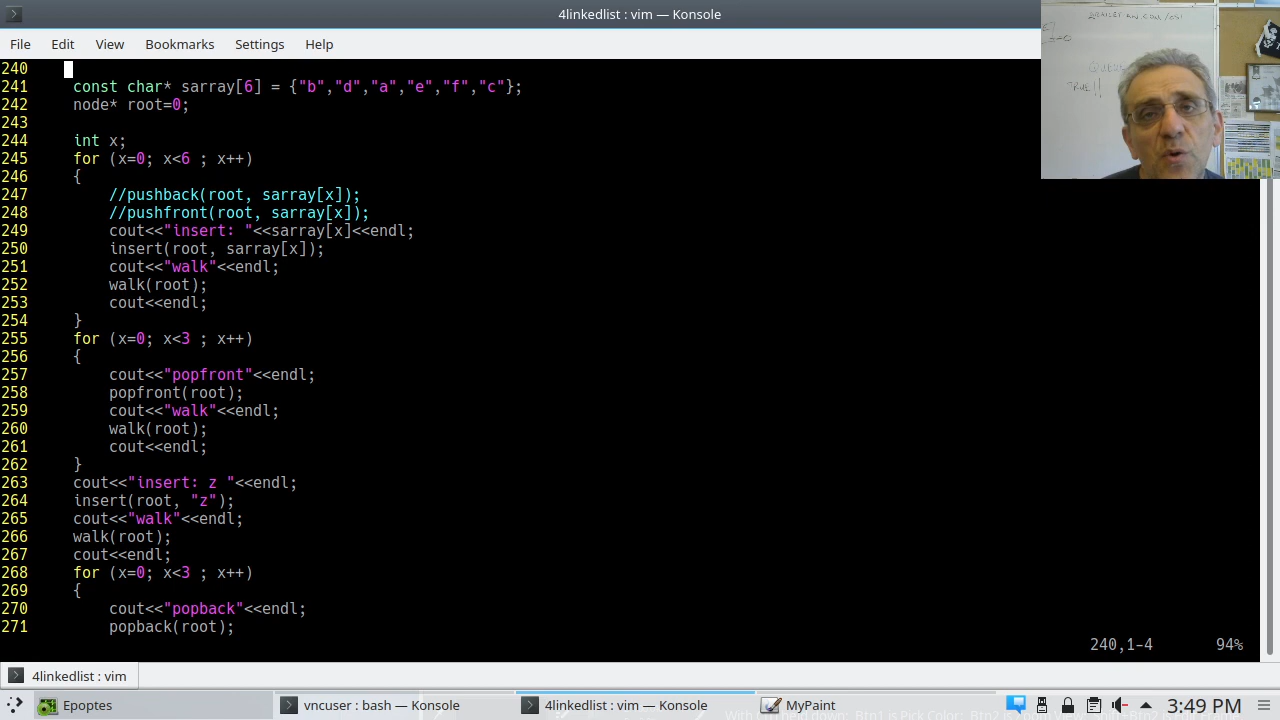 4linkedlist : vim — Konsole
File Edit View Bookmarks Settings Help
240
241 const char* sarray[6] = {"b","d","a","e","f","c"};
242 node* root=0;
243
244 int x;
245 for (x=0; x<6 ; x++)
246 {
247 //pushback(root, sarray[x]);
248 //pushfront(root, sarray[x]);
249 cout<<"insert: "<<sarray[x]<<endl;
250 insert(root, sarray[x]);
251 cout<<"walk"<<endl;
252 walk(root);
253 cout<<endl;
254 }
255 for (x=0; x<3 ; x++)
256 {
257 cout<<"popfront"<<endl;
258 popfront(root);
259 cout<<"walk"<<endl;
260 walk(root);
261 cout<<endl;
262 }
263 cout<<"insert: z "<<endl;
264 insert(root, "z");
265 cout<<"walk"<<endl;
266 walk(root);
267 cout<<endl;
268 for (x=0; x<3 ; x++)
269 {
270 cout<<"popback"<<endl;
271 popback(root);
240,1-4 94%
TRUE!!
4linkedlist : vim
Epoptes vncuser : bash — Konsole 4linkedlist : vim — Konsole MyPaint 3:49 PM